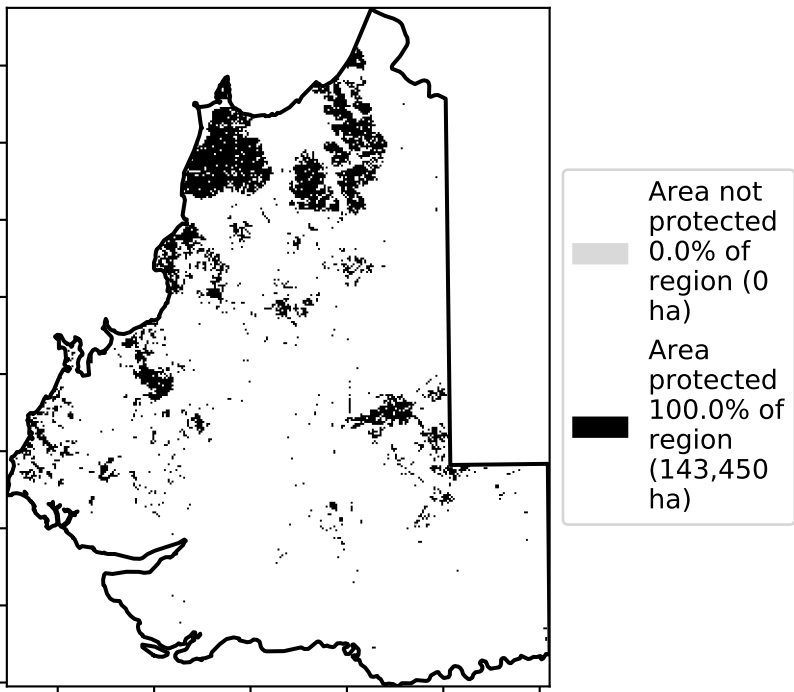 Area not
protected
0.0% of
region (0
ha)
Area
protected
100.0% of
region
(143,450
ha)